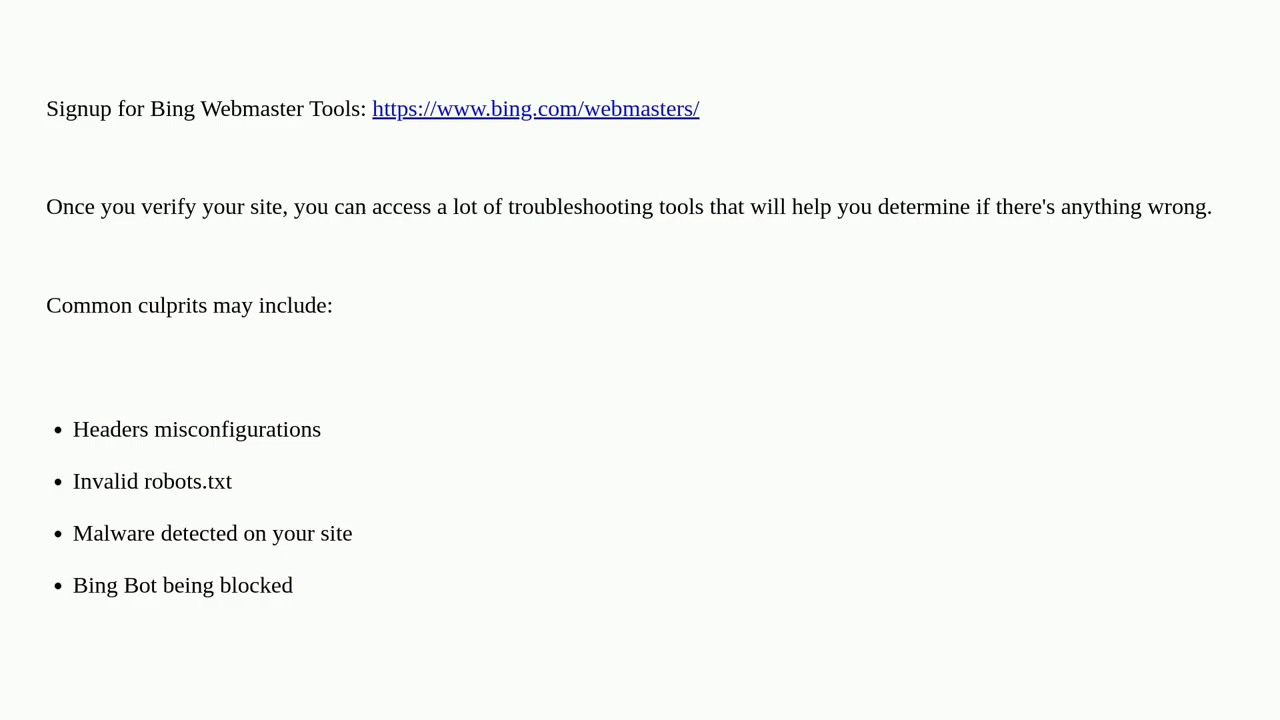 Signup for Bing Webmaster Tools: https://www.bing.com/webmasters/
Once you verify your site, you can access a lot of troubleshooting tools that will help you determine if there's anything wrong.
Common culprits may include:
• Headers misconfigurations
• Invalid robots.txt
• Malware detected on your site
• Bing Bot being blocked